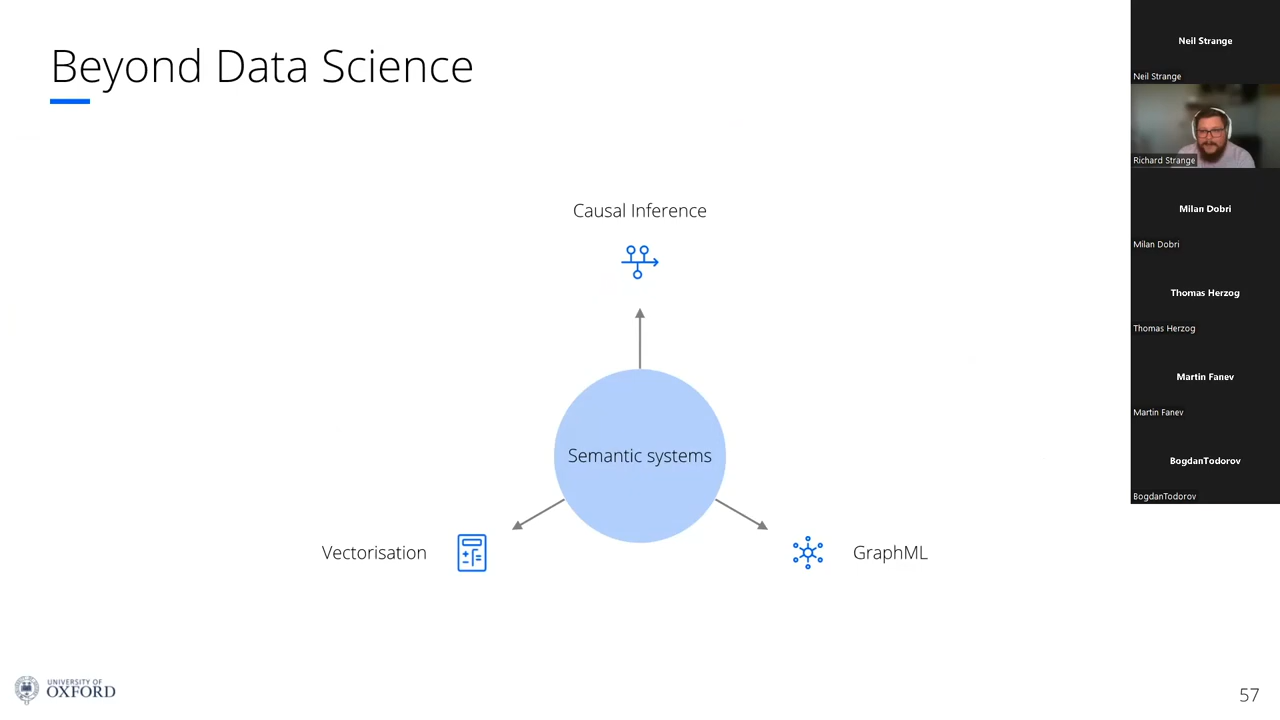 Beyond Data Science
Causal Inference
Semantic systems
Vectorisation
GraphML
UNIVERSITY OF
OXFORD
57
Neil Strange
Neil Strange
Richard Strange
Milan Dobri
Milan Dobri
Thomas Herzog
Thomas Herzog
Martin Fanev
Martin Fanev
BogdanTodorov
BogdanTodorov